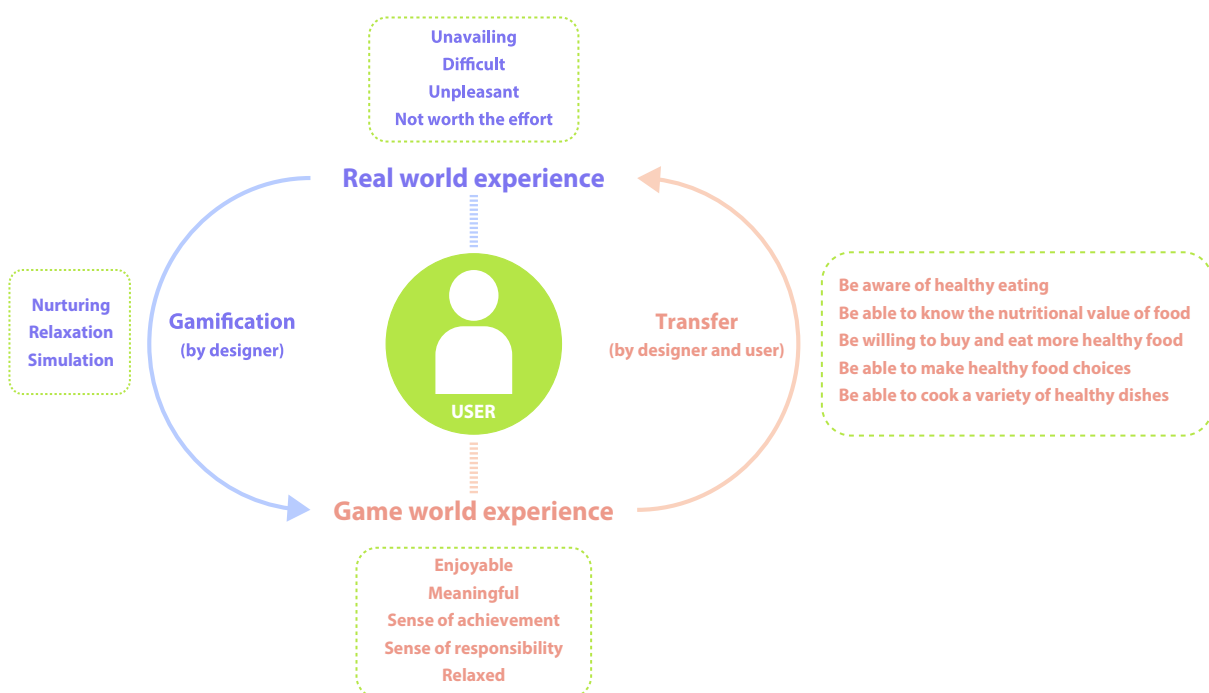 Unavailing
Difficult
Unpleasant
Not worth the effort
Real world experience
Nurturing
Relaxation
Simulation
Gamification
(by designer)
USER
Transfer
(by designer and user)
Be aware of healthy eating
Be able to know the nutritional value of food
Be willing to buy and eat more healthy food
Be able to make healthy food choices
Be able to cook a variety of healthy dishes
Game world experience
Enjoyable
Meaningful
Sense of achievement
Sense of responsibility
Relaxed